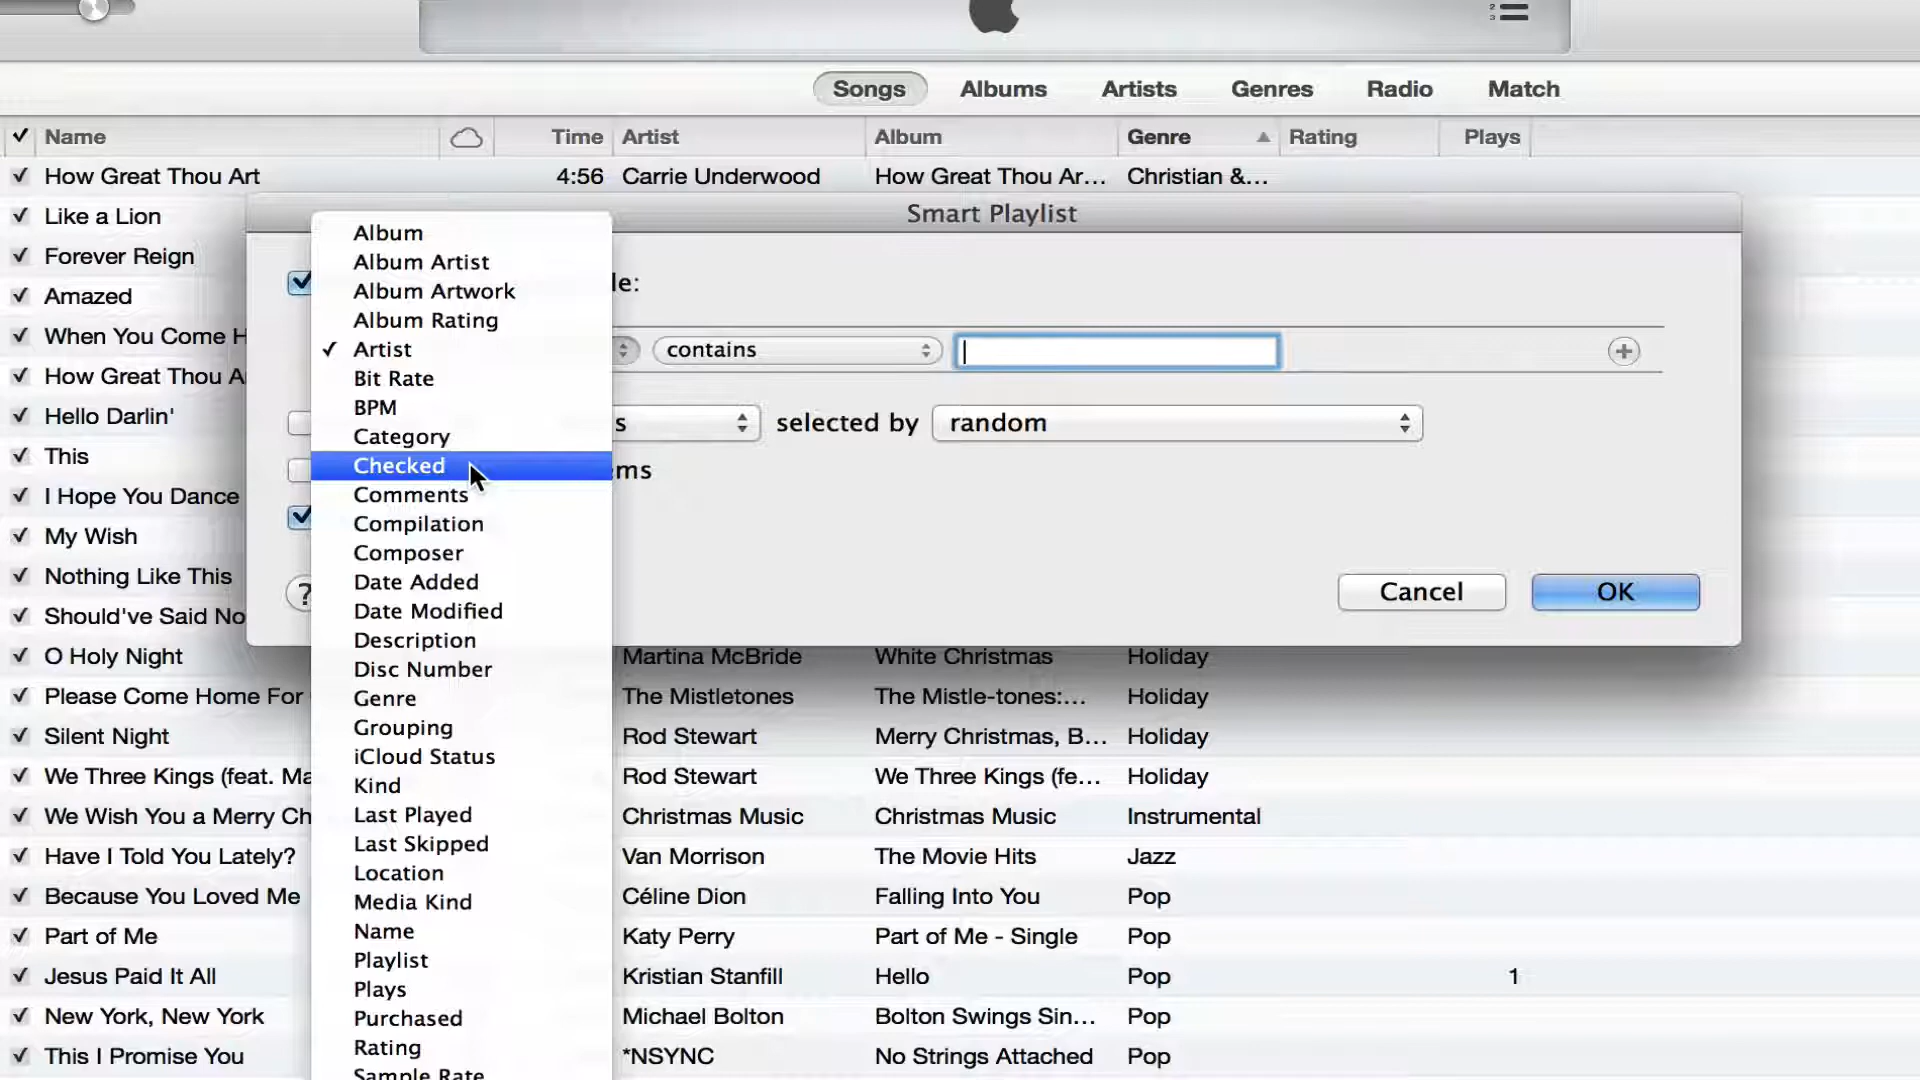 2
3
Songs Albums Artists Genres Radio Match
✓ Name Time Artist Album Genre ▲ Rating Plays
✓ How Great Thou Art 4:56 Carrie Underwood How Great Thou Ar... Christian &...
Smart Playlist
✓ Like a Lion
✓ Forever Reign
✓ Amazed
✓ When You Come H
✓ How Great Thou A
✓ Hello Darlin'
✓ This
✓ I Hope You Dance
✓ My Wish
✓ Nothing Like This
✓ Should've Said No
✓ O Holy Night
✓ Please Come Home For
✓ Silent Night
✓ We Three Kings (feat. Ma
✓ We Wish You a Merry Ch
✓ Have I Told You Lately?
✓ Because You Loved Me
✓ Part of Me
✓ Jesus Paid It All
✓ New York, New York
✓ This I Promise You
Album
Album Artist
Album Artwork
Album Rating
✓ Artist
Bit Rate
BPM
Category
Checked
Comments
Compilation
Composer
Date Added
Date Modified
Description
Disc Number
Genre
Grouping
iCloud Status
Kind
Last Played
Last Skipped
Location
Media Kind
Name
Playlist
Plays
Purchased
Rating
Sample Rate
le:
contains
s selected by random
ms
?
Cancel OK
Martina McBride White Christmas Holiday
The Mistletones The Mistle-tones:... Holiday
Rod Stewart Merry Christmas, B... Holiday
Rod Stewart We Three Kings (fe... Holiday
Christmas Music Christmas Music Instrumental
Van Morrison The Movie Hits Jazz
Céline Dion Falling Into You Pop
Katy Perry Part of Me - Single Pop
Kristian Stanfill Hello Pop 1
Michael Bolton Bolton Swings Sin... Pop
*NSYNC No Strings Attached Pop